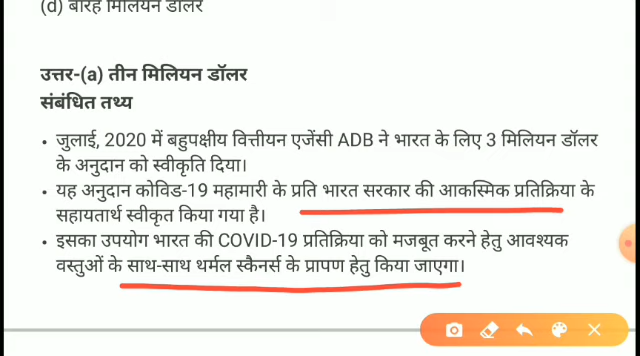 (d) बारह मिलियन डॉलर
उत्तर-(a) तीन मिलियन डॉलर
संबंधित तथ्य
• जुलाई, 2020 में बहुपक्षीय वित्तीयन एजेंसी ADB ने भारत के लिए 3 मिलियन डॉलर
के अनुदान को स्वीकृति दिया।
• यह अनुदान कोविड-19 महामारी के प्रति भारत सरकार की आकस्मिक प्रतिक्रिया के
सहायतार्थ स्वीकृत किया गया है।
• इसका उपयोग भारत की COVID-19 प्रतिक्रिया को मजबूत करने हेतु आवश्यक
वस्तुओं के साथ-साथ थर्मल स्कैनर्स के प्रापण हेतु किया जाएगा।